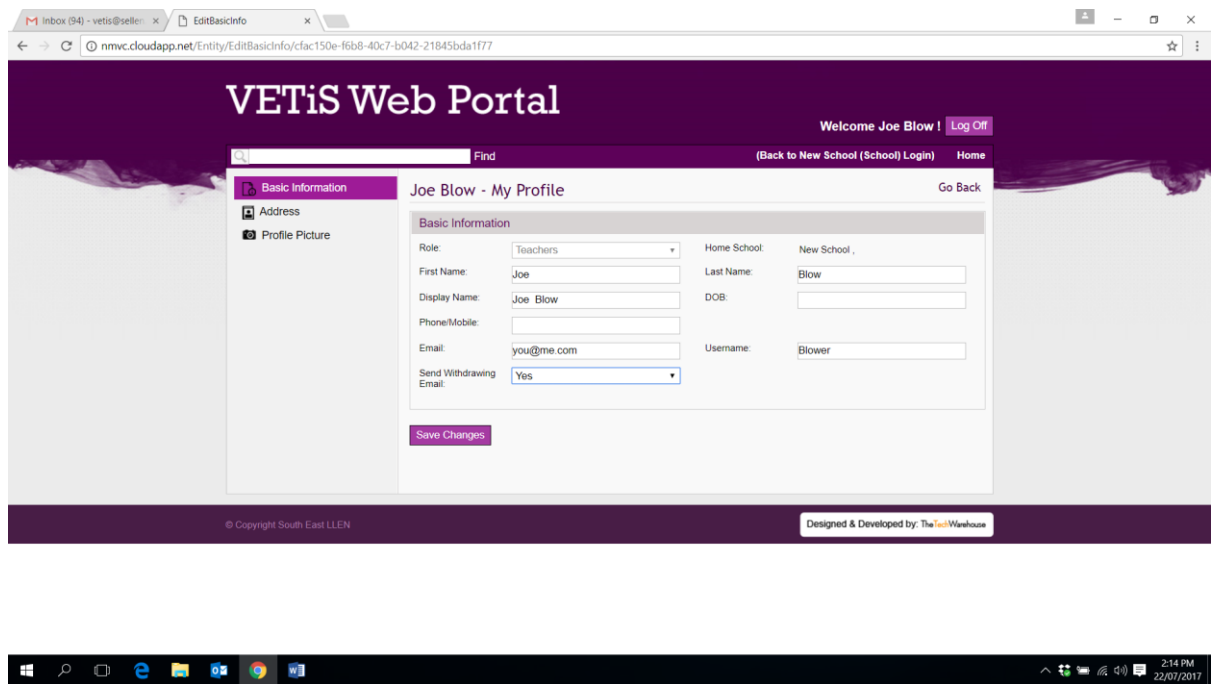 Inbox (94) - vetis@sellen
EditBasicInfo
nmvc.cloudapp.net/Entity/EditBasicInfo/cfac150e-f6b8-40c7-b042-21845bda1f77
VETiS Web Portal
Welcome Joe Blow ! Log Off
Find (Back to New School (School) Login) Home
Basic Information
Address
Profile Picture
Joe Blow - My Profile Go Back
Basic Information
Role: Teachers Home School: New School ,
First Name: Joe Last Name: Blow
Display Name: Joe Blow DOB:
Phone/Mobile:
Email: you@me.com Username: Blower
Send Withdrawing Email: Yes
Save Changes
© Copyright South East LLEN Designed & Developed by: TheTechWarehouse
2:14 PM
22/07/2017